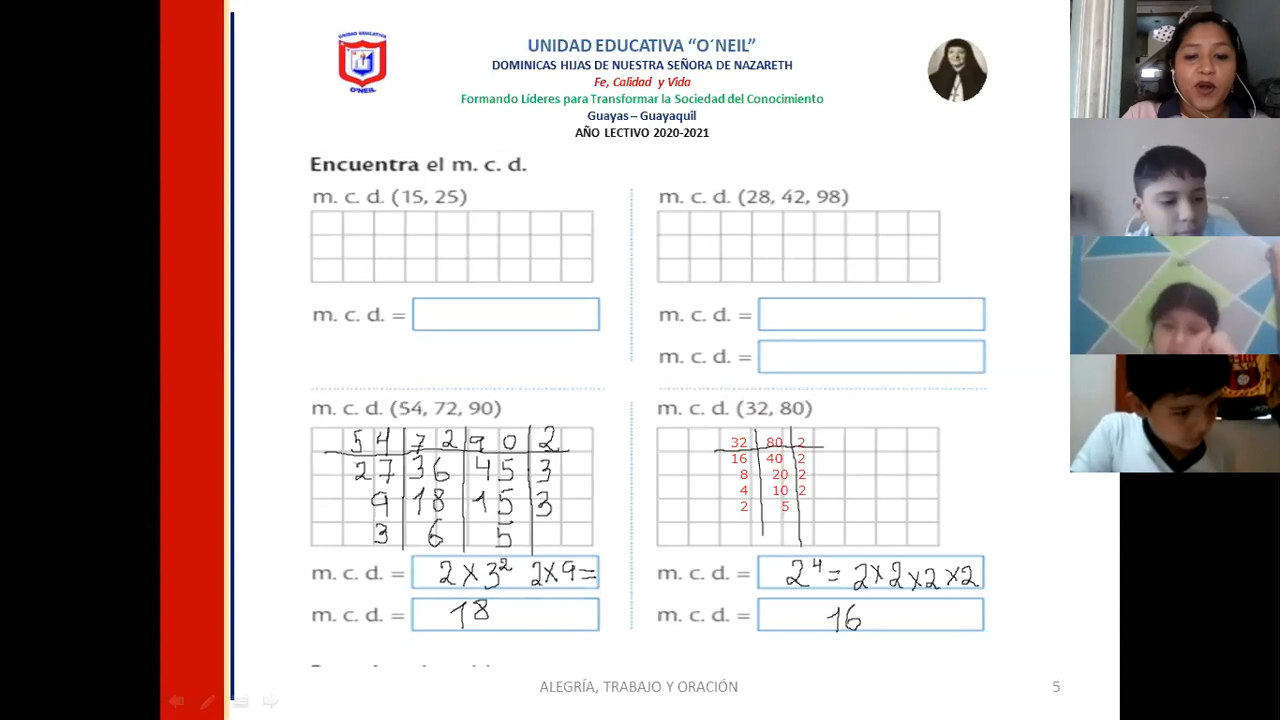 UNIDAD EDUCATIVA
O'NEIL
UNIDAD EDUCATIVA “O´NEIL”
DOMINICAS HIJAS DE NUESTRA SEÑORA DE NAZARETH
Fe, Calidad y Vida
Formando Líderes para Transformar la Sociedad del Conocimiento
Guayas – Guayaquil
AÑO LECTIVO 2020-2021
Encuentra el m. c. d.
m. c. d. (15, 25)
m. c. d. =
m. c. d. (28, 42, 98)
m. c. d. =
m. c. d. =
m. c. d. (54, 72, 90)
54 72 90 2
27 36 45 3
9 18 15 3
3 6 5
m. c. d. = 2 x 3² 2x9=
m. c. d. = 18
m. c. d. (32, 80)
32 80 2
16 40 2
8 20 2
4 10 2
2 5
m. c. d. = 2⁴ = 2x2x2x2
m. c. d. = 16
ALEGRÍA, TRABAJO Y ORACIÓN
5